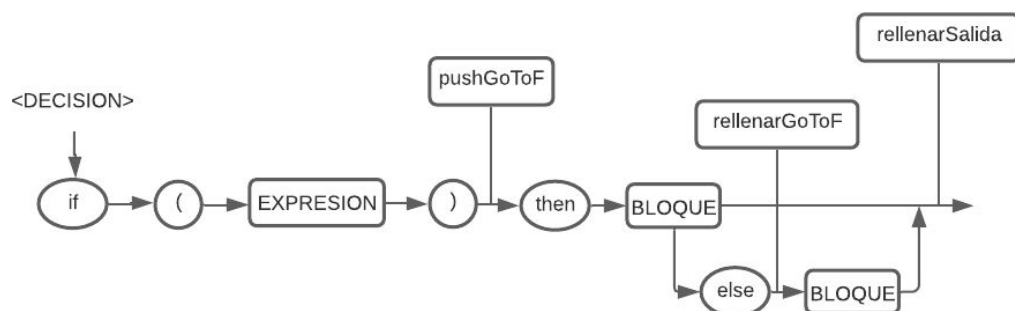 rellenarSalida
pushGoToF
<DECISION>
rellenarGoToF
if
(
EXPRESION
)
then
BLOQUE
else
BLOQUE